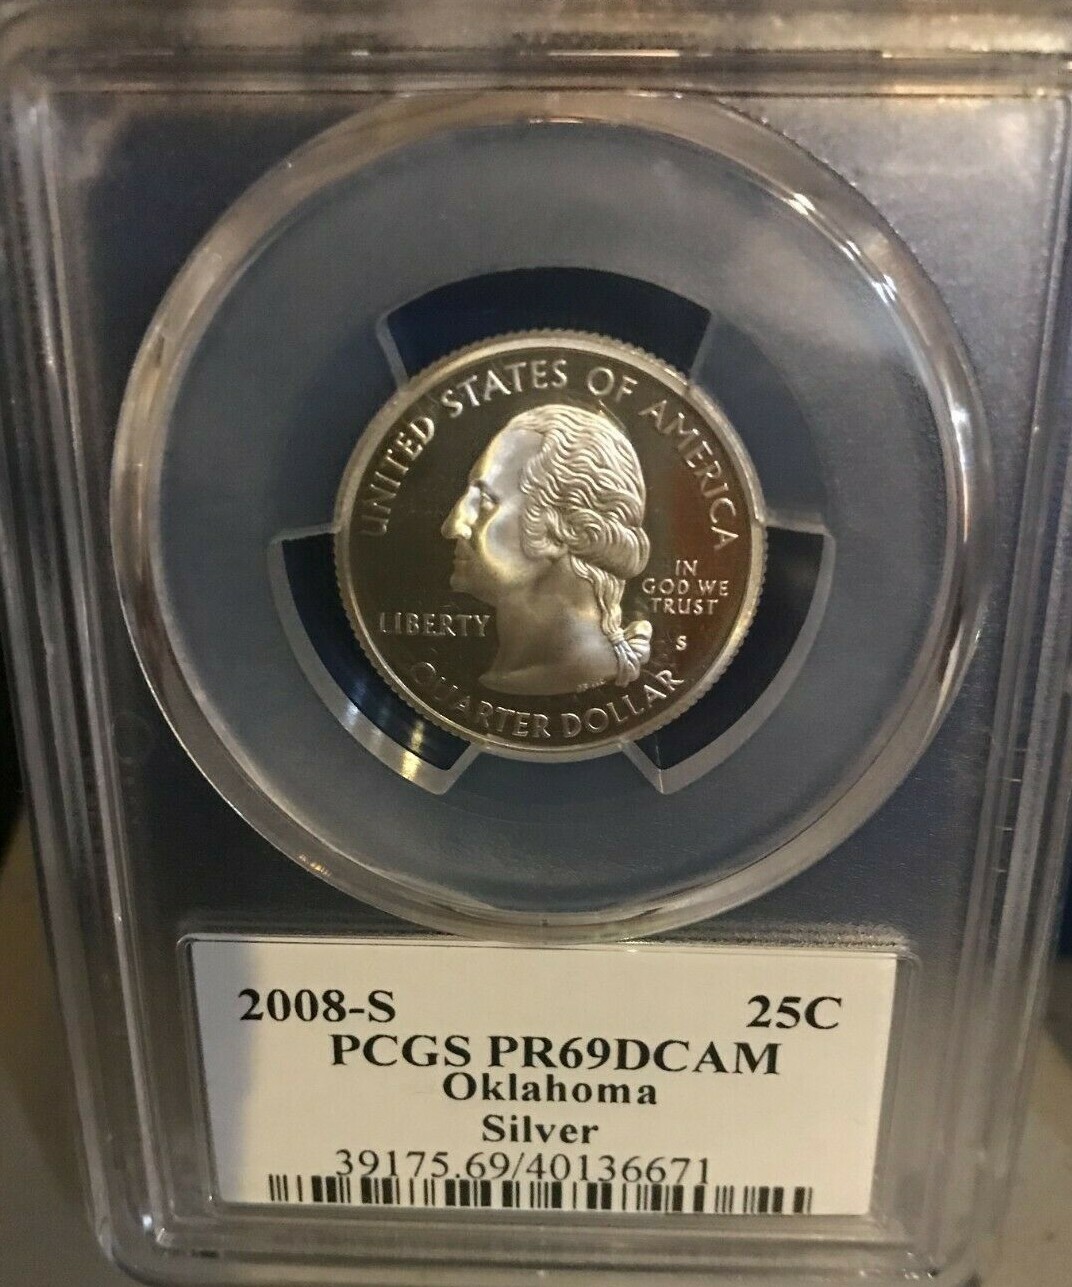 UNITED STATES OF AMERICA
IN
GOD WE
TRUST
LIBERTY
S
QUARTER DOLLAR
2008-S 25C
PCGS PR69DCAM
Oklahoma
Silver
39175.69/40136671